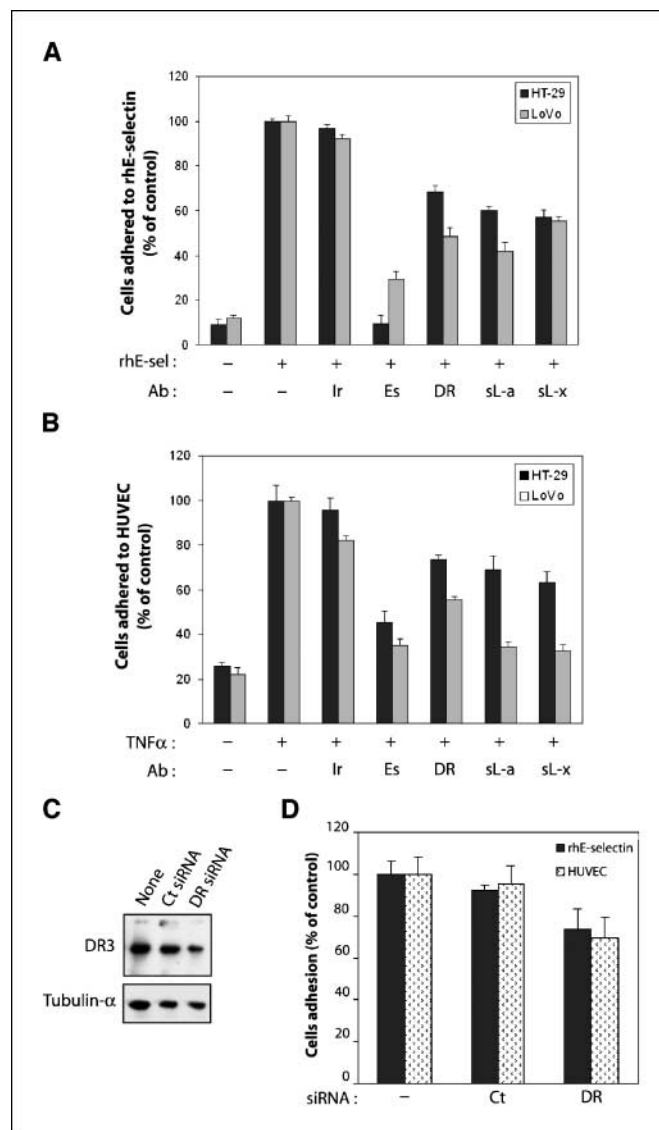 A
120
100
80
60
40
20
0
Cells adhered to rhE-selectin
(% of control)
HT-29
LoVo
rhE-sel : – + + + + + +
Ab : – – Ir Es DR sL-a sL-x
B
120
100
80
60
40
20
0
Cells adhered to HUVEC
(% of control)
HT-29
LoVo
TNFα : – + + + + + +
Ab : – – Ir Es DR sL-a sL-x
C
None
Ct siRNA
DR siRNA
DR3
Tubulin-α
D
120
100
80
60
40
20
0
Cells adhesion (% of control)
rhE-selectin
HUVEC
siRNA : – Ct DR